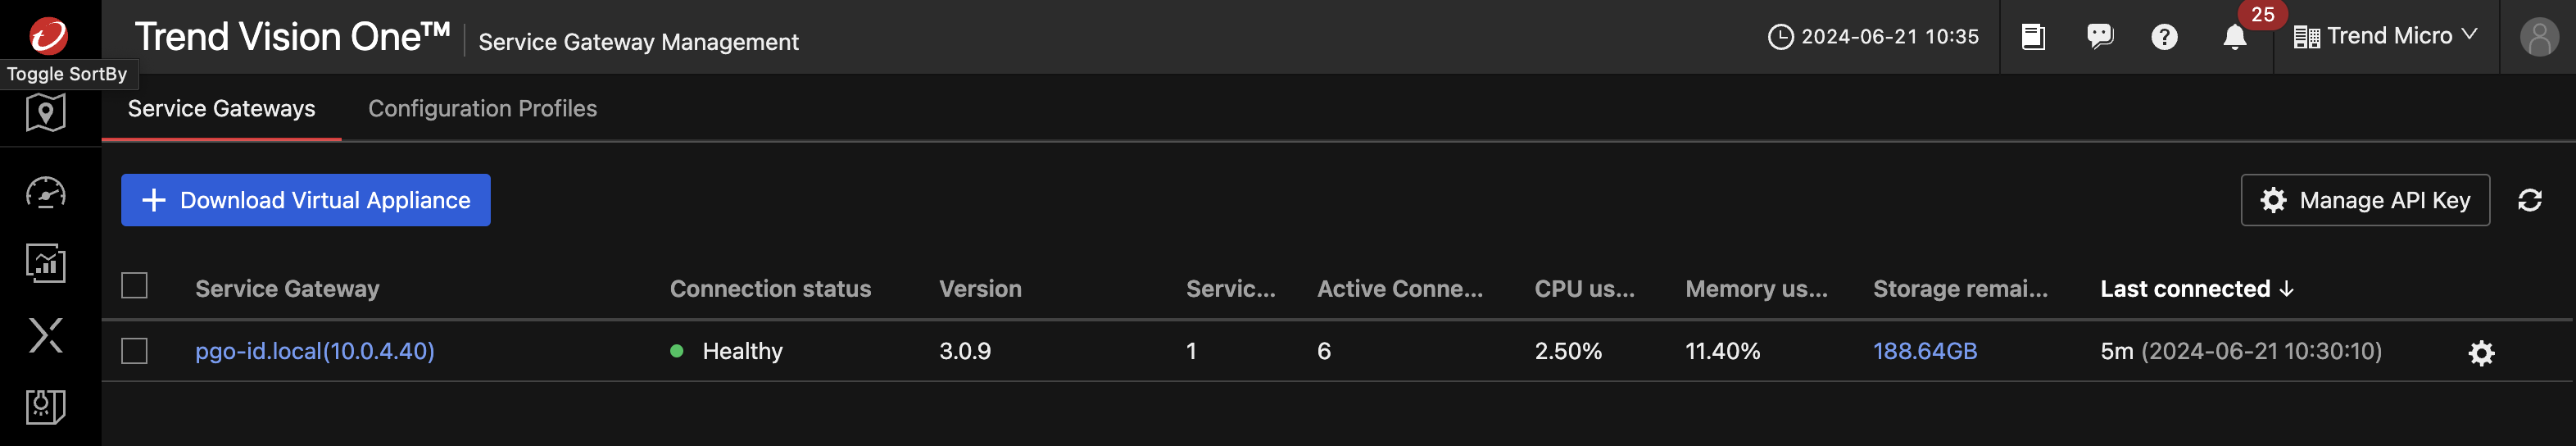 Trend Vision One™ Service Gateway Management 2024-06-21 10:35 25 Trend Micro
Toggle SortBy
Service Gateways Configuration Profiles
Download Virtual Appliance Manage API Key
Service Gateway Connection status Version Servic... Active Conne... CPU us... Memory us... Storage remai... Last connected ↓
pgo-id.local(10.0.4.40) Healthy 3.0.9 1 6 2.50% 11.40% 188.64GB 5m (2024-06-21 10:30:10)